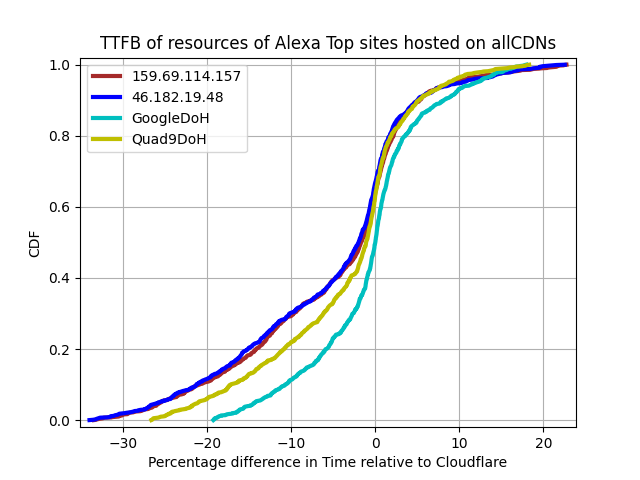 TTFB of resources of Alexa Top sites hosted on allCDNs
159.69.114.157
46.182.19.48
GoogleDoH
Quad9DoH
CDF
1.0
0.8
0.6
0.4
0.2
0.0
−30 −20 −10 0 10 20
Percentage difference in Time relative to Cloudflare